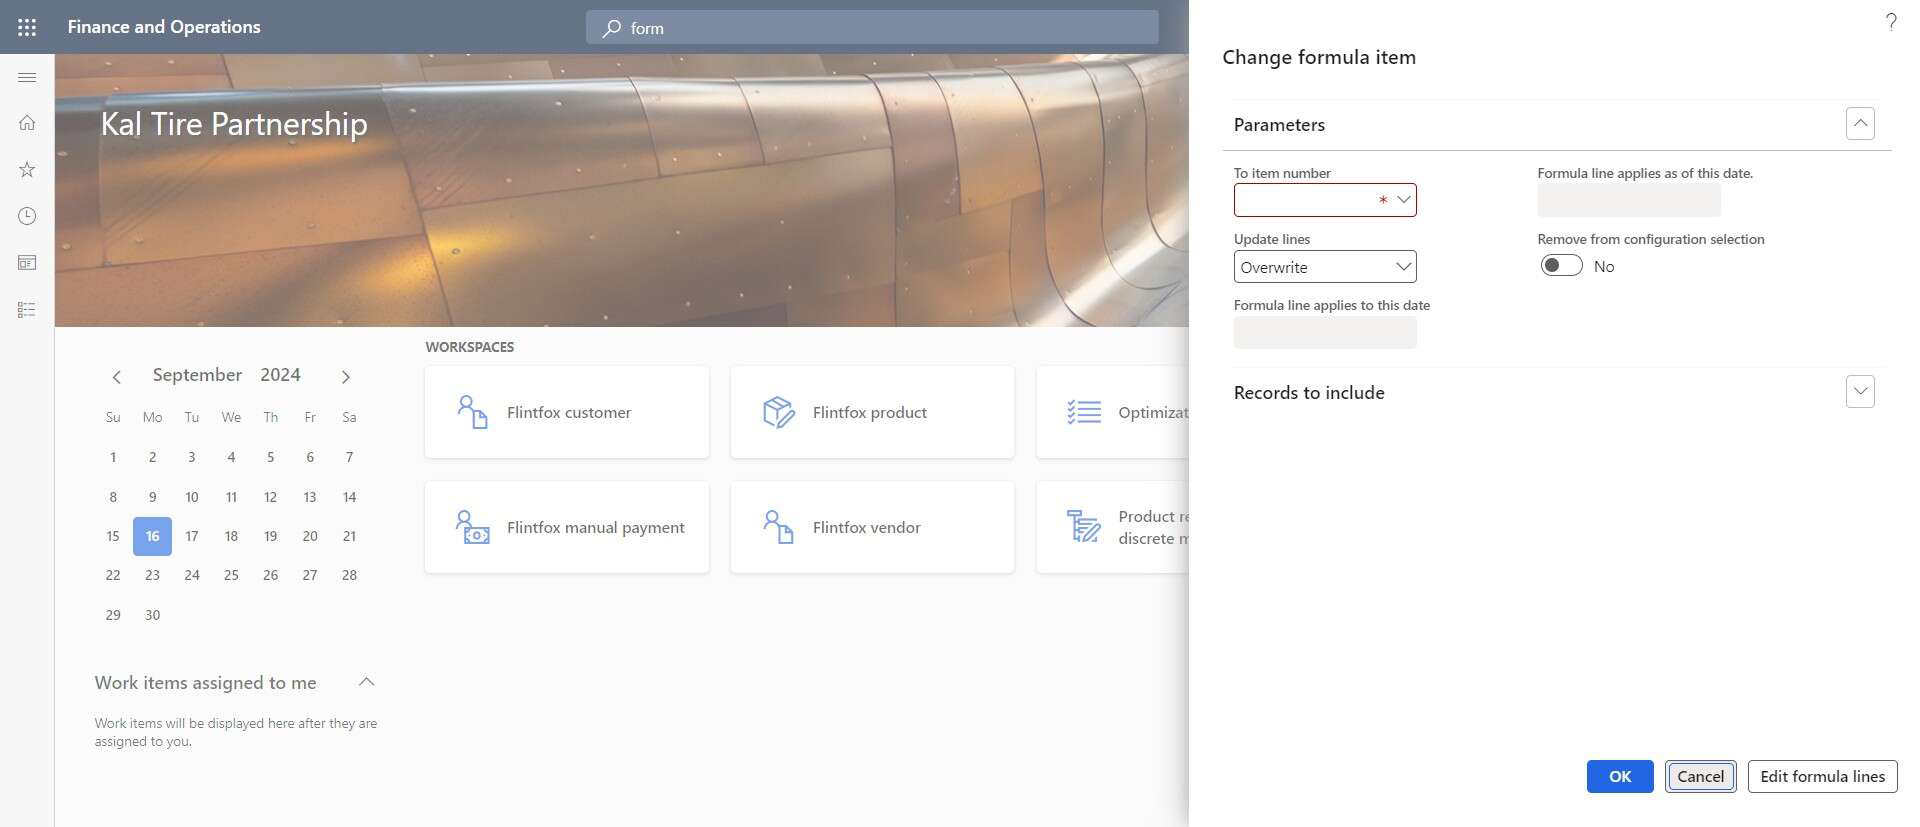 Finance and Operations
form
?
Change formula item
Kal Tire Partnership
Parameters
To item number
*
Formula line applies as of this date.
Update lines
Overwrite
Remove from configuration selection
No
Formula line applies to this date
Records to include
WORKSPACES
September 2024
Su Mo Tu We Th Fr Sa
1 2 3 4 5 6 7
8 9 10 11 12 13 14
15 16 17 18 19 20 21
22 23 24 25 26 27 28
29 30
Flintfox customer
Flintfox product
Optimizat
Flintfox manual payment
Flintfox vendor
Product re
discrete m
Work items assigned to me
Work items will be displayed here after they are
assigned to you.
OK
Cancel
Edit formula lines